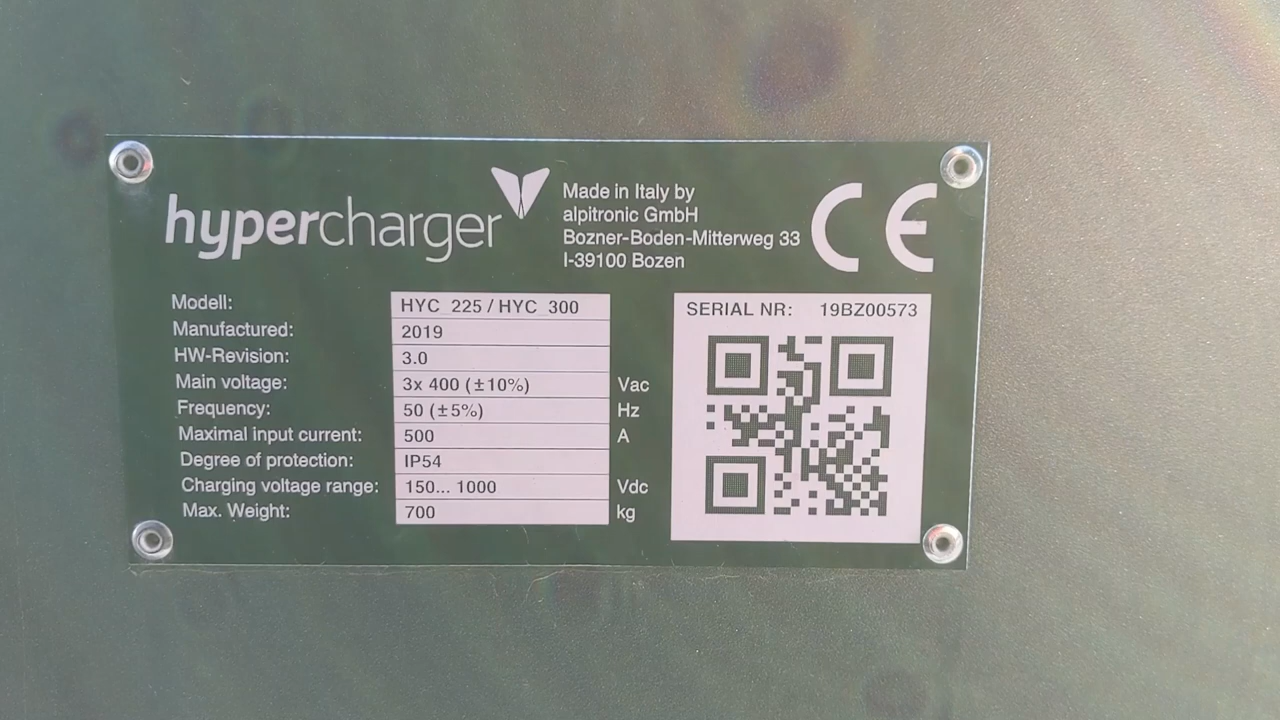 hypercharger
Made in Italy by
alpitronic GmbH
Bozner-Boden-Mitterweg 33
I-39100 Bozen
CE
Modell: HYC 225 / HYC 300
Manufactured: 2019
HW-Revision: 3.0
Main voltage: 3x 400 (±10%) Vac
Frequency: 50 (±5%) Hz
Maximal input current: 500 A
Degree of protection: IP54
Charging voltage range: 150... 1000 Vdc
Max. Weight: 700 kg
SERIAL NR: 19BZ00573